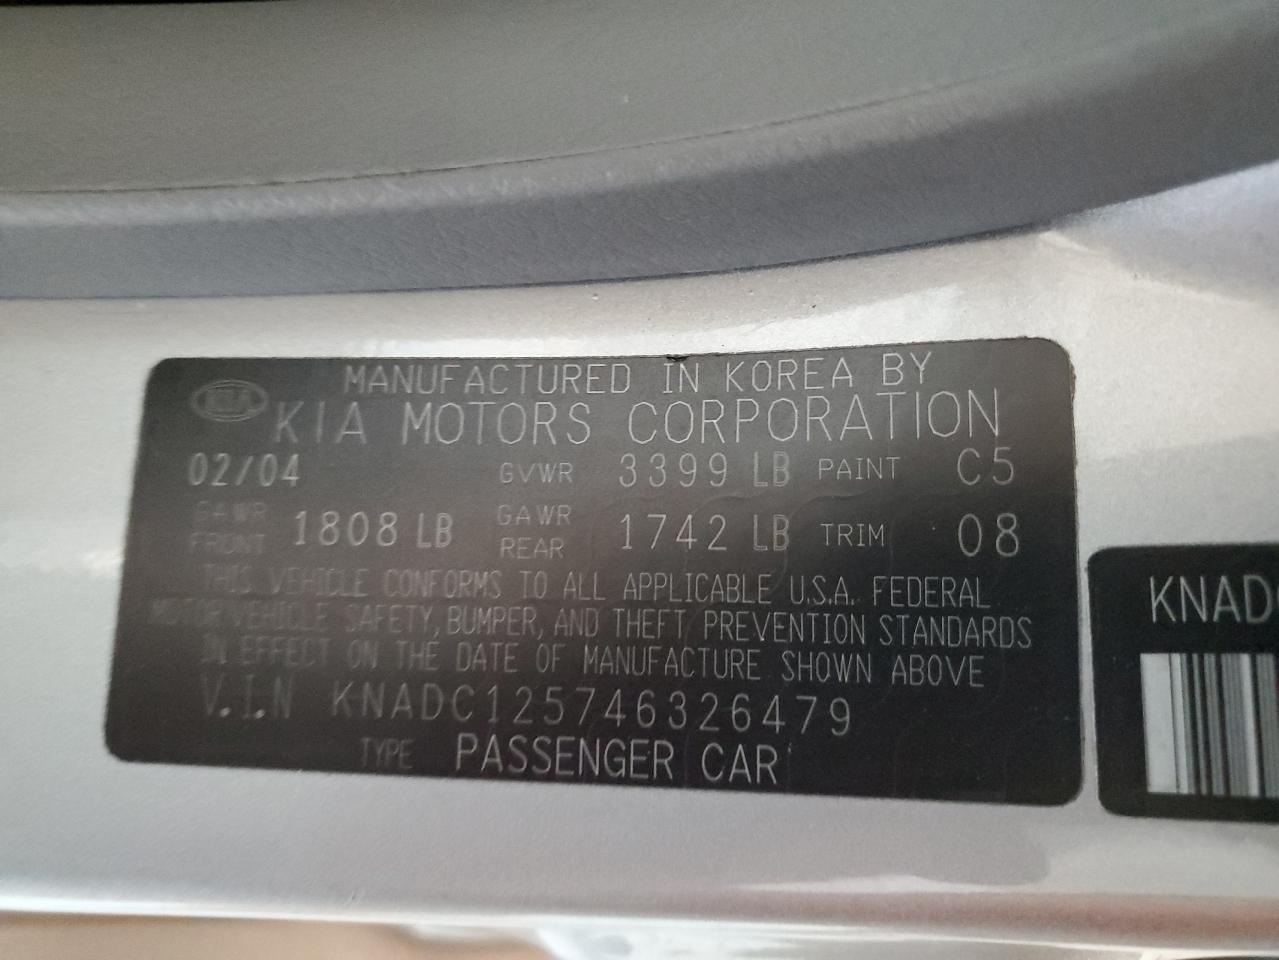 MANUFACTURED IN KOREA BY
KIA KIA MOTORS CORPORATION
02/04 GVWR 3399 LB PAINT C5
GAWR FRONT 1808 LB GAWR REAR 1742 LB TRIM 08
THIS VEHICLE CONFORMS TO ALL APPLICABLE U.S.A. FEDERAL
MOTOR VEHICLE SAFETY, BUMPER, AND THEFT PREVENTION STANDARDS
IN EFFECT ON THE DATE OF MANUFACTURE SHOWN ABOVE
V.I.N KNADC125746326479
TYPE PASSENGER CAR
KNAD